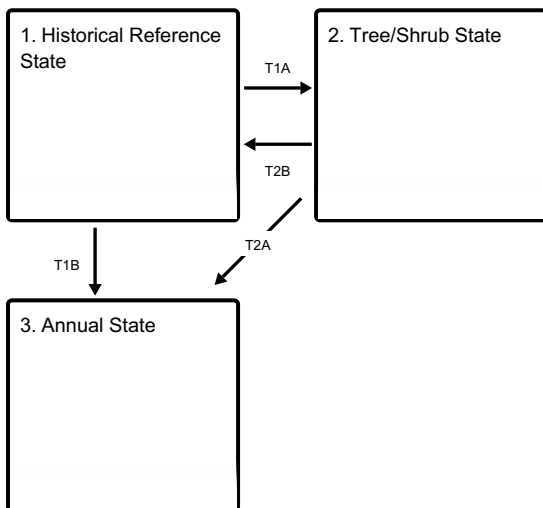 1. Historical Reference
State
2. Tree/Shrub State
T1A
T2B
T2A
T1B
3. Annual State